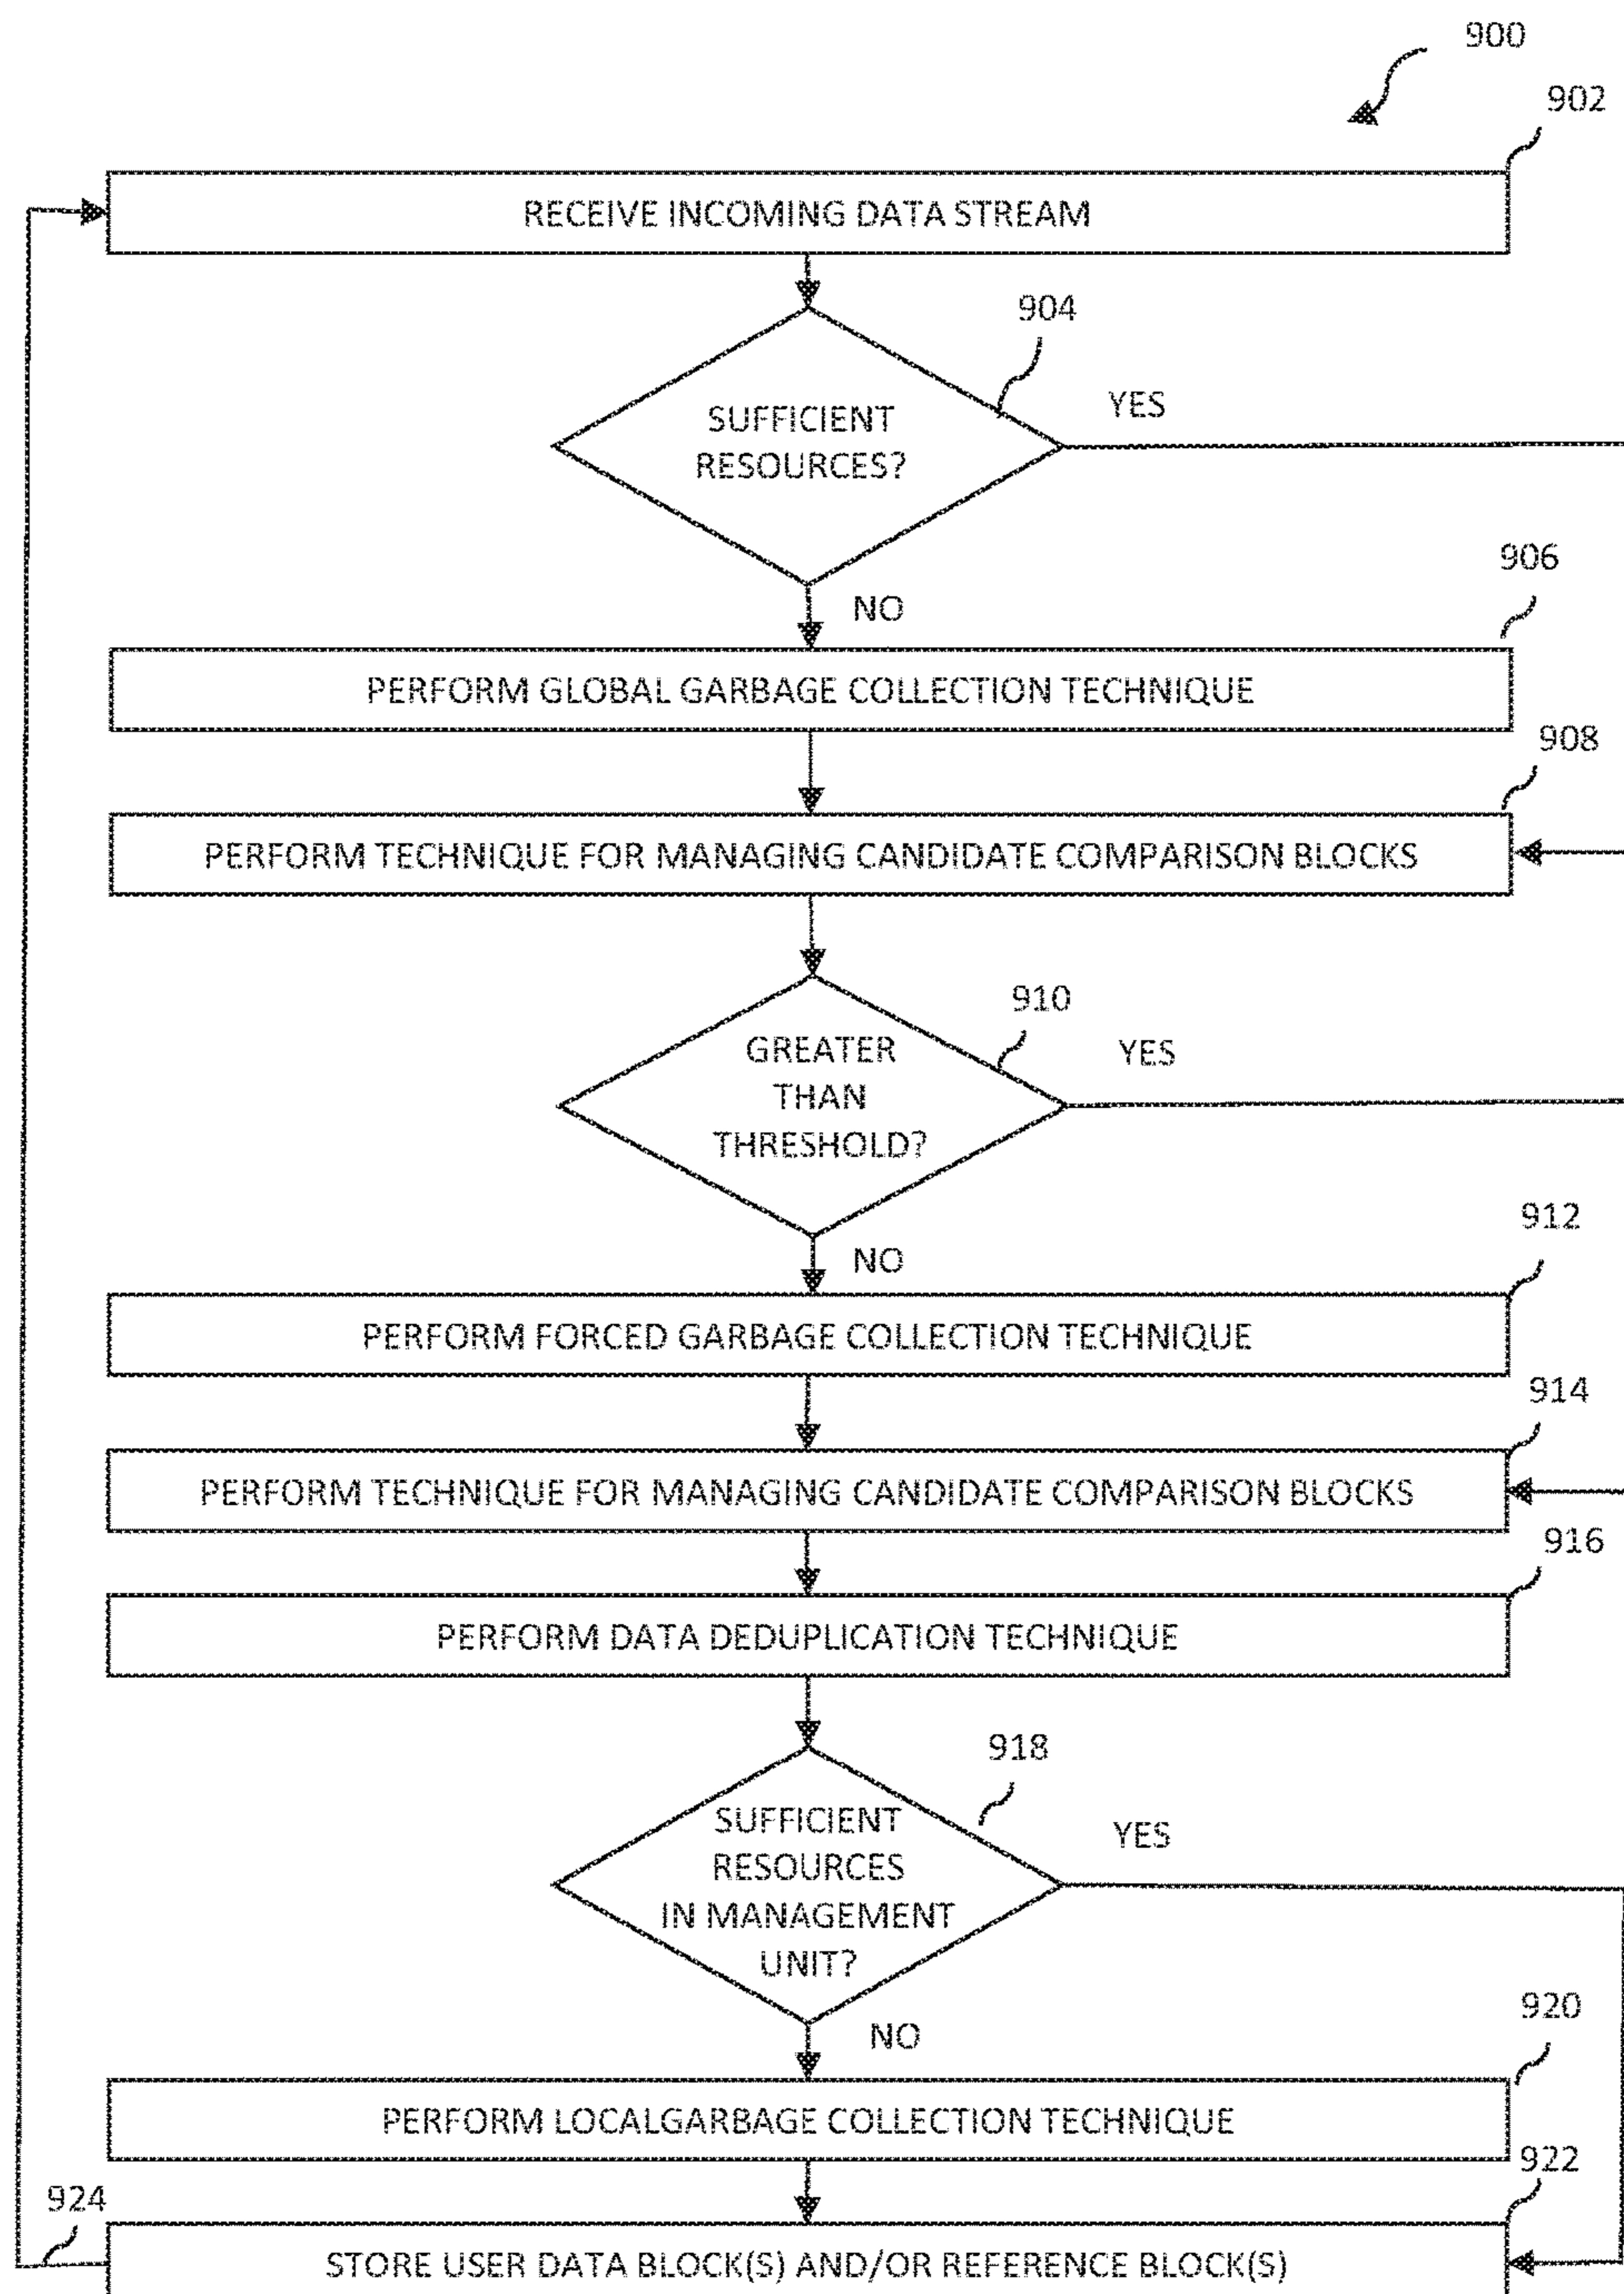 900
902
RECEIVE INCOMING DATA STREAM
904
SUFFICIENT
RESOURCES?
YES
NO
906
PERFORM GLOBAL GARBAGE COLLECTION TECHNIQUE
908
PERFORM TECHNIQUE FOR MANAGING CANDIDATE COMPARISON BLOCKS
910
GREATER
THAN
THRESHOLD?
YES
NO
912
PERFORM FORCED GARBAGE COLLECTION TECHNIQUE
914
PERFORM TECHNIQUE FOR MANAGING CANDIDATE COMPARISON BLOCKS
916
PERFORM DATA DEDUPLICATION TECHNIQUE
918
SUFFICIENT
RESOURCES
IN MANAGEMENT
UNIT?
YES
NO
920
PERFORM LOCALGARBAGE COLLECTION TECHNIQUE
922
924
STORE USER DATA BLOCK(S) AND/OR REFERENCE BLOCK(S)